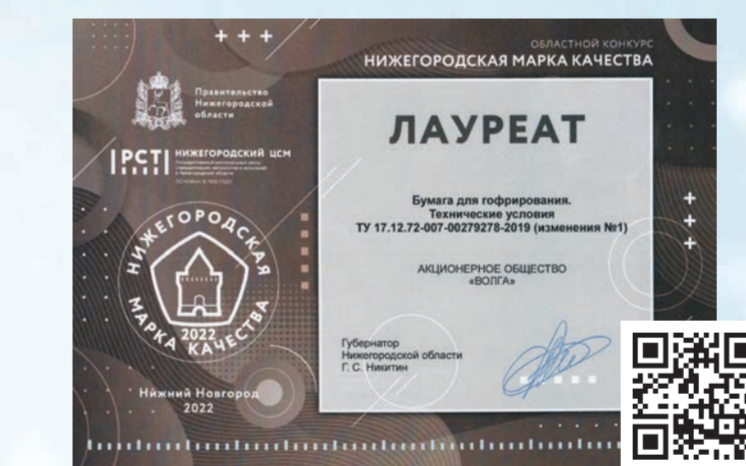 ОБЛАСТНОЙ КОНКУРС
НИЖЕГОРОДСКАЯ МАРКА КАЧЕСТВА
Правительство
Нижегородской
области
РСТ
НИЖЕГОРОДСКИЙ ЦСМ
ЛАУРЕАТ
Бумага для гофрирования.
Технические условия
ТУ 17.12.72-007-00279278-2019 (изменения №1)
АКЦИОНЕРНОЕ ОБЩЕСТВО
«ВОЛГА»
НИЖЕГОРОДСКАЯ
МАРКА КАЧЕСТВА
2022
Губернатор
Нижегородской области
Г. С. Никитин
Нижний Новгород
2022